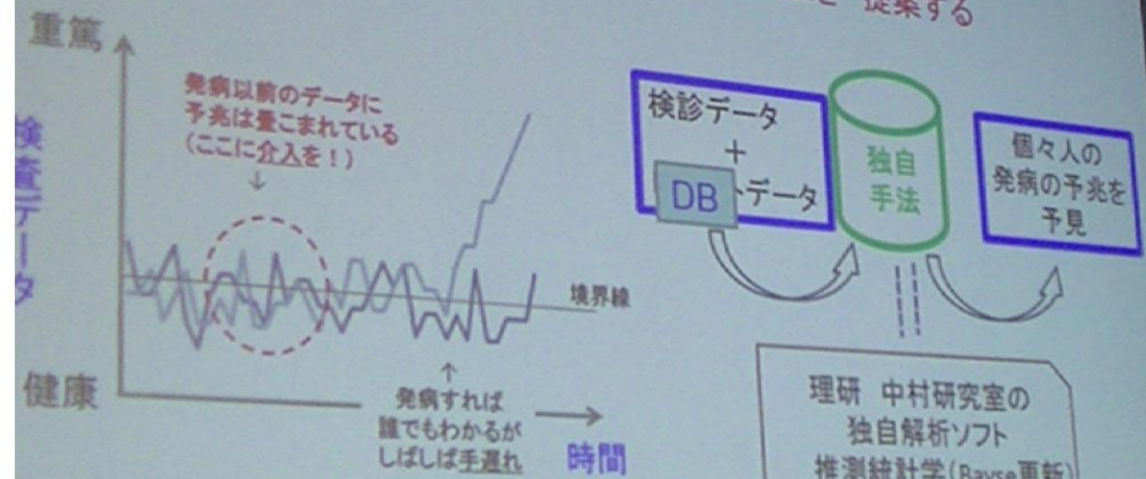 提案する
重篤
検査データ
健康
発病以前のデータに
予兆は畳こまれている
(ここに介入を！)
↓
境界線
↑
発病すれば
誰でもわかるが
しばしば手遅れ
時間
検診データ
+
DB
トデータ
独自
手法
個々人の
発病の予兆を
予見
理研 中村研究室の
独自解析ソフト
推測統計学(Bayse更新)